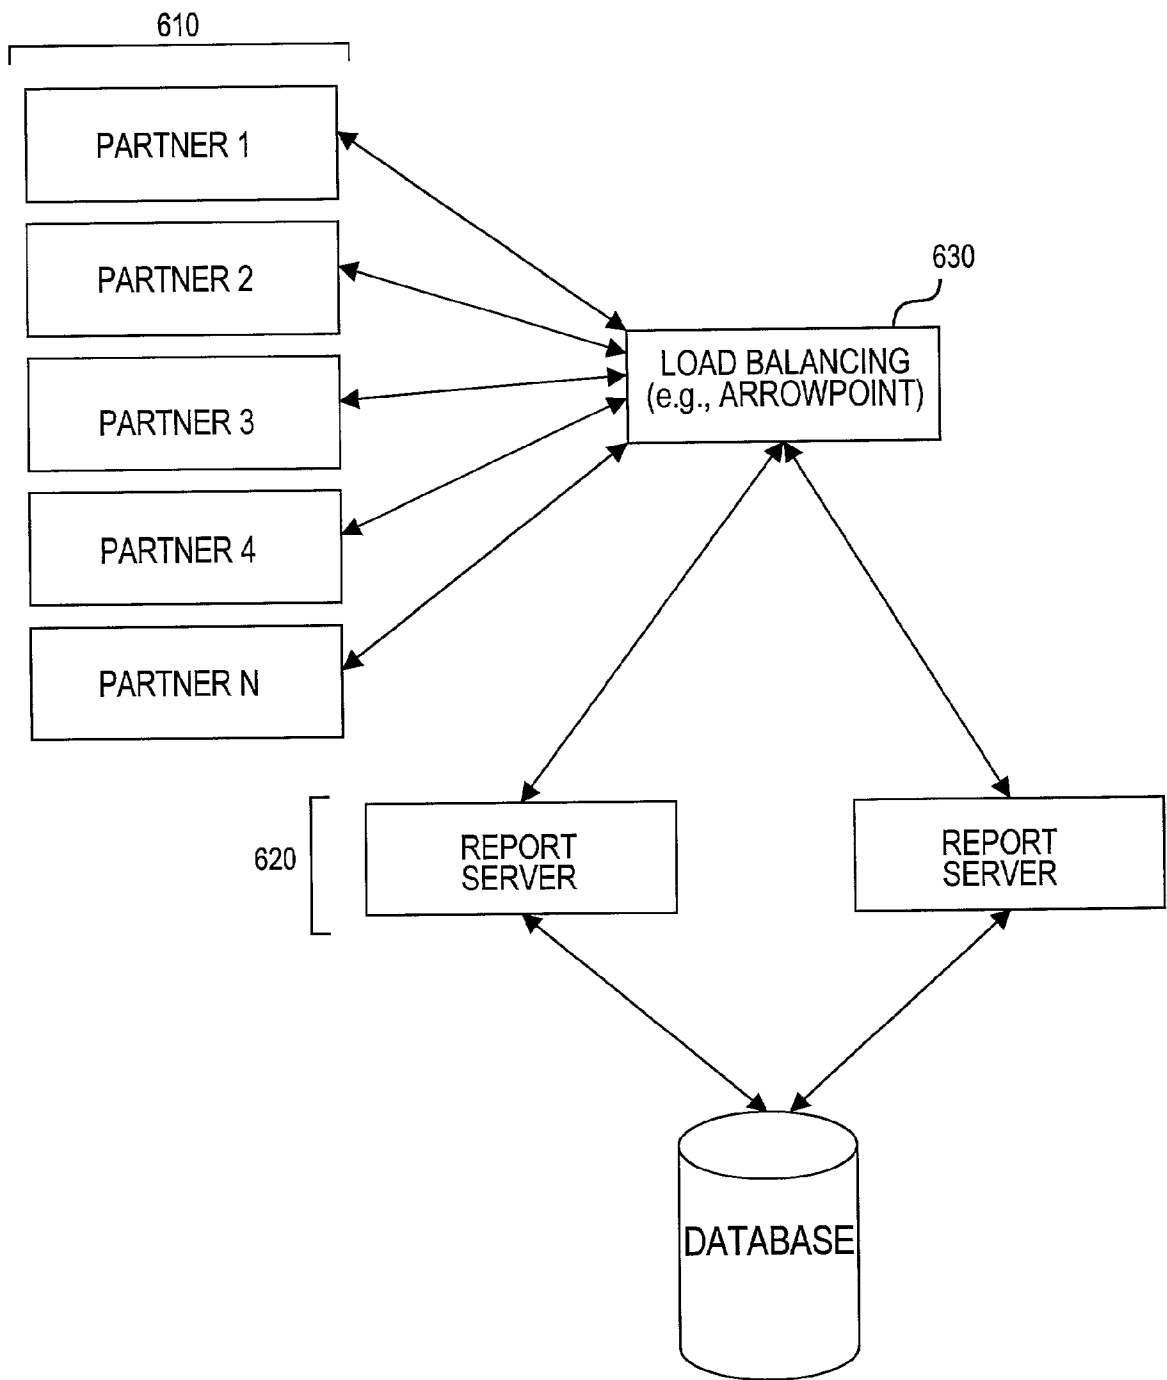 610
PARTNER 1
PARTNER 2
PARTNER 3
PARTNER 4
PARTNER N
630
LOAD BALANCING
(e.g., ARROWPOINT)
620
REPORT
SERVER
REPORT
SERVER
DATABASE